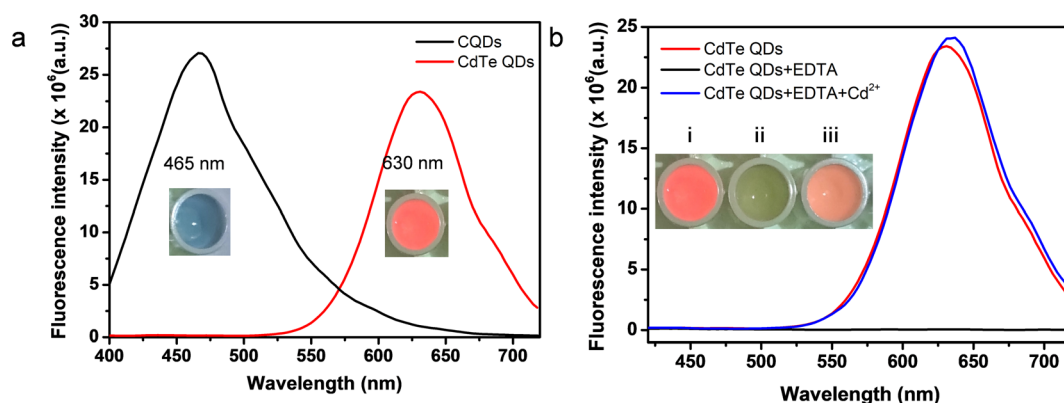 a
Fluorescence intensity (x 10⁶(a.u.)
30
25
20
15
10
5
0
CQDs
CdTe QDs
465 nm
630 nm
400 450 500 550 600 650 700
Wavelength (nm)
b
Fluorescence intensity (x 10⁶(a.u.)
25
20
15
10
5
0
CdTe QDs
CdTe QDs+EDTA
CdTe QDs+EDTA+Cd²⁺
i ii iii
450 500 550 600 650 700
Wavelength (nm)